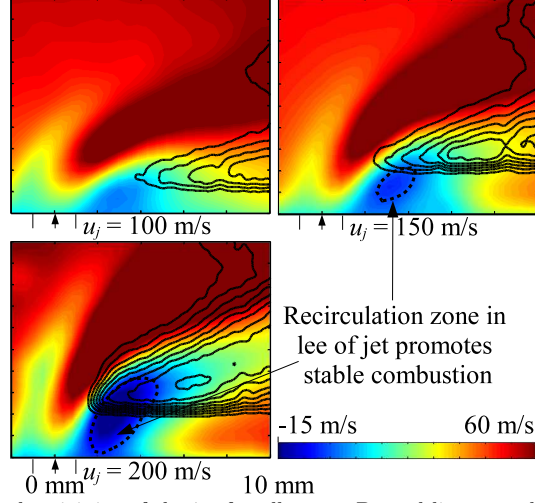 u_j = 100 m/s
u_j = 150 m/s
Recirculation zone in
lee of jet promotes
stable combustion
-15 m/s 60 m/s
0 mm u_j = 200 m/s 10 mm